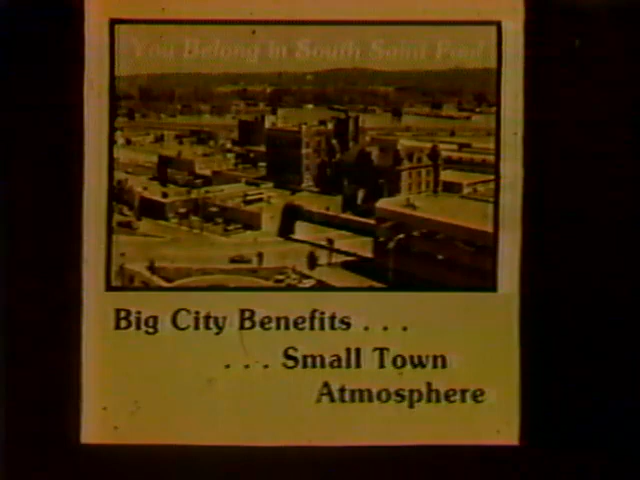 You Belong in South Saint Paul
Big City Benefits . . .
. . . Small Town
Atmosphere